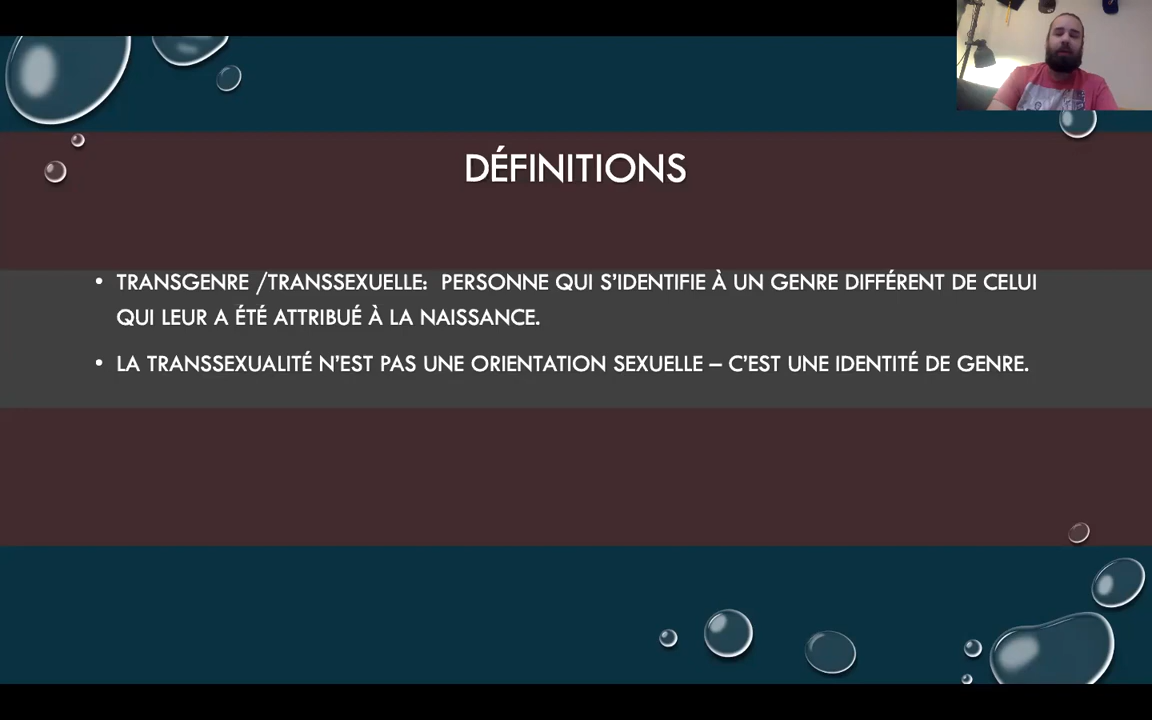 DÉFINITIONS
• TRANSGENRE /TRANSSEXUELLE:  PERSONNE QUI S'IDENTIFIE À UN GENRE DIFFÉRENT DE CELUI
QUI LEUR A ÉTÉ ATTRIBUÉ À LA NAISSANCE.
• LA TRANSSEXUALITÉ N'EST PAS UNE ORIENTATION SEXUELLE – C'EST UNE IDENTITÉ DE GENRE.